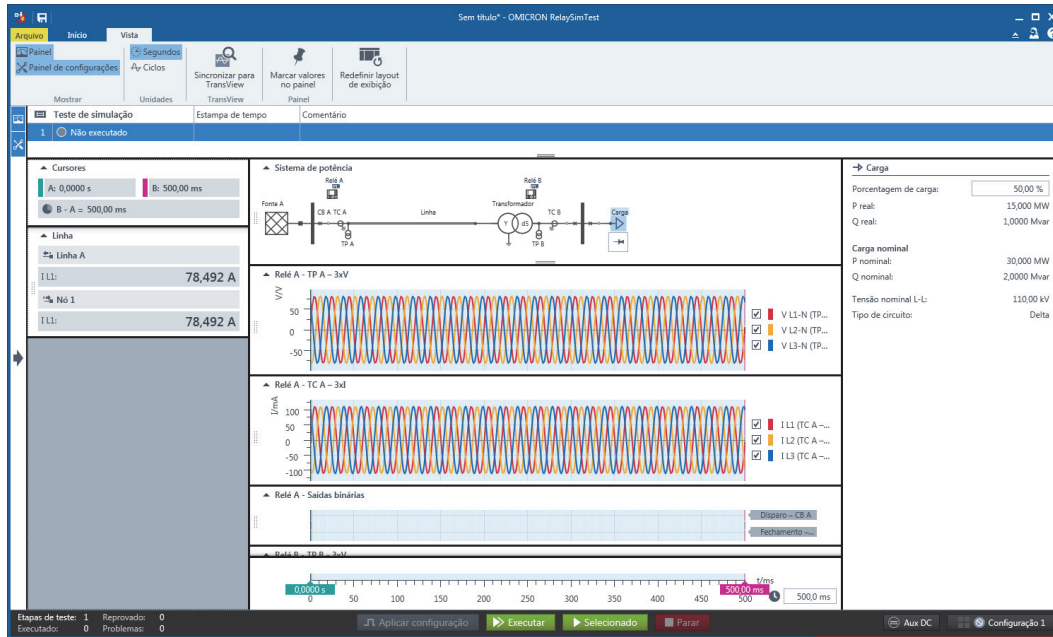 Sem título* - OMICRON RelaySimTest
Arquivo Início Vista
Painel
Painel de configurações
Mostrar
Segundos
Ciclos
Unidades
Sincronizar para
TransView
TransView
Marcar valores
no painel
Painel
Redefinir layout
de exibição
Teste de simulação Estampa de tempo Comentário
1 Não executado
Cursores
A: 0,0000 s B: 500,00 ms
B - A = 500,00 ms
Linha
Linha A
I L1: 78,492 A
Nó 1
I L1: 78,492 A
Sistema de potência
Relé A Relé B
Fonte A CB A TC A Linha Transformador TC B Carga
Y d5
TP A TP B
Relé A - TP A – 3xV
V/V
50
0
-50
V L1-N (TP...
V L2-N (TP...
V L3-N (TP...
Relé A - TC A – 3xI
I/mA
100
50
0
-50
-100
I L1 (TC A –...
I L2 (TC A –...
I L3 (TC A –...
Relé A - Saídas binárias
Disparo – CB A
Fechamento –...
Relé B - TP B - 3xV
0,0000 s 500,00 ms t/ms
0 50 100 150 200 250 300 350 400 450 500
500,0 ms
Carga
Porcentagem de carga: 50,00 %
P real: 15,000 MW
Q real: 1,0000 Mvar
Carga nominal
P nominal: 30,000 MW
Q nominal: 2,0000 Mvar
Tensão nominal L-L: 110,00 kV
Tipo de circuito: Delta
Etapas de teste: 1 Reprovado: 0
Executado: 0 Problemas: 0
Aplicar configuração Executar Selecionado Parar
Aux DC Configuração 1